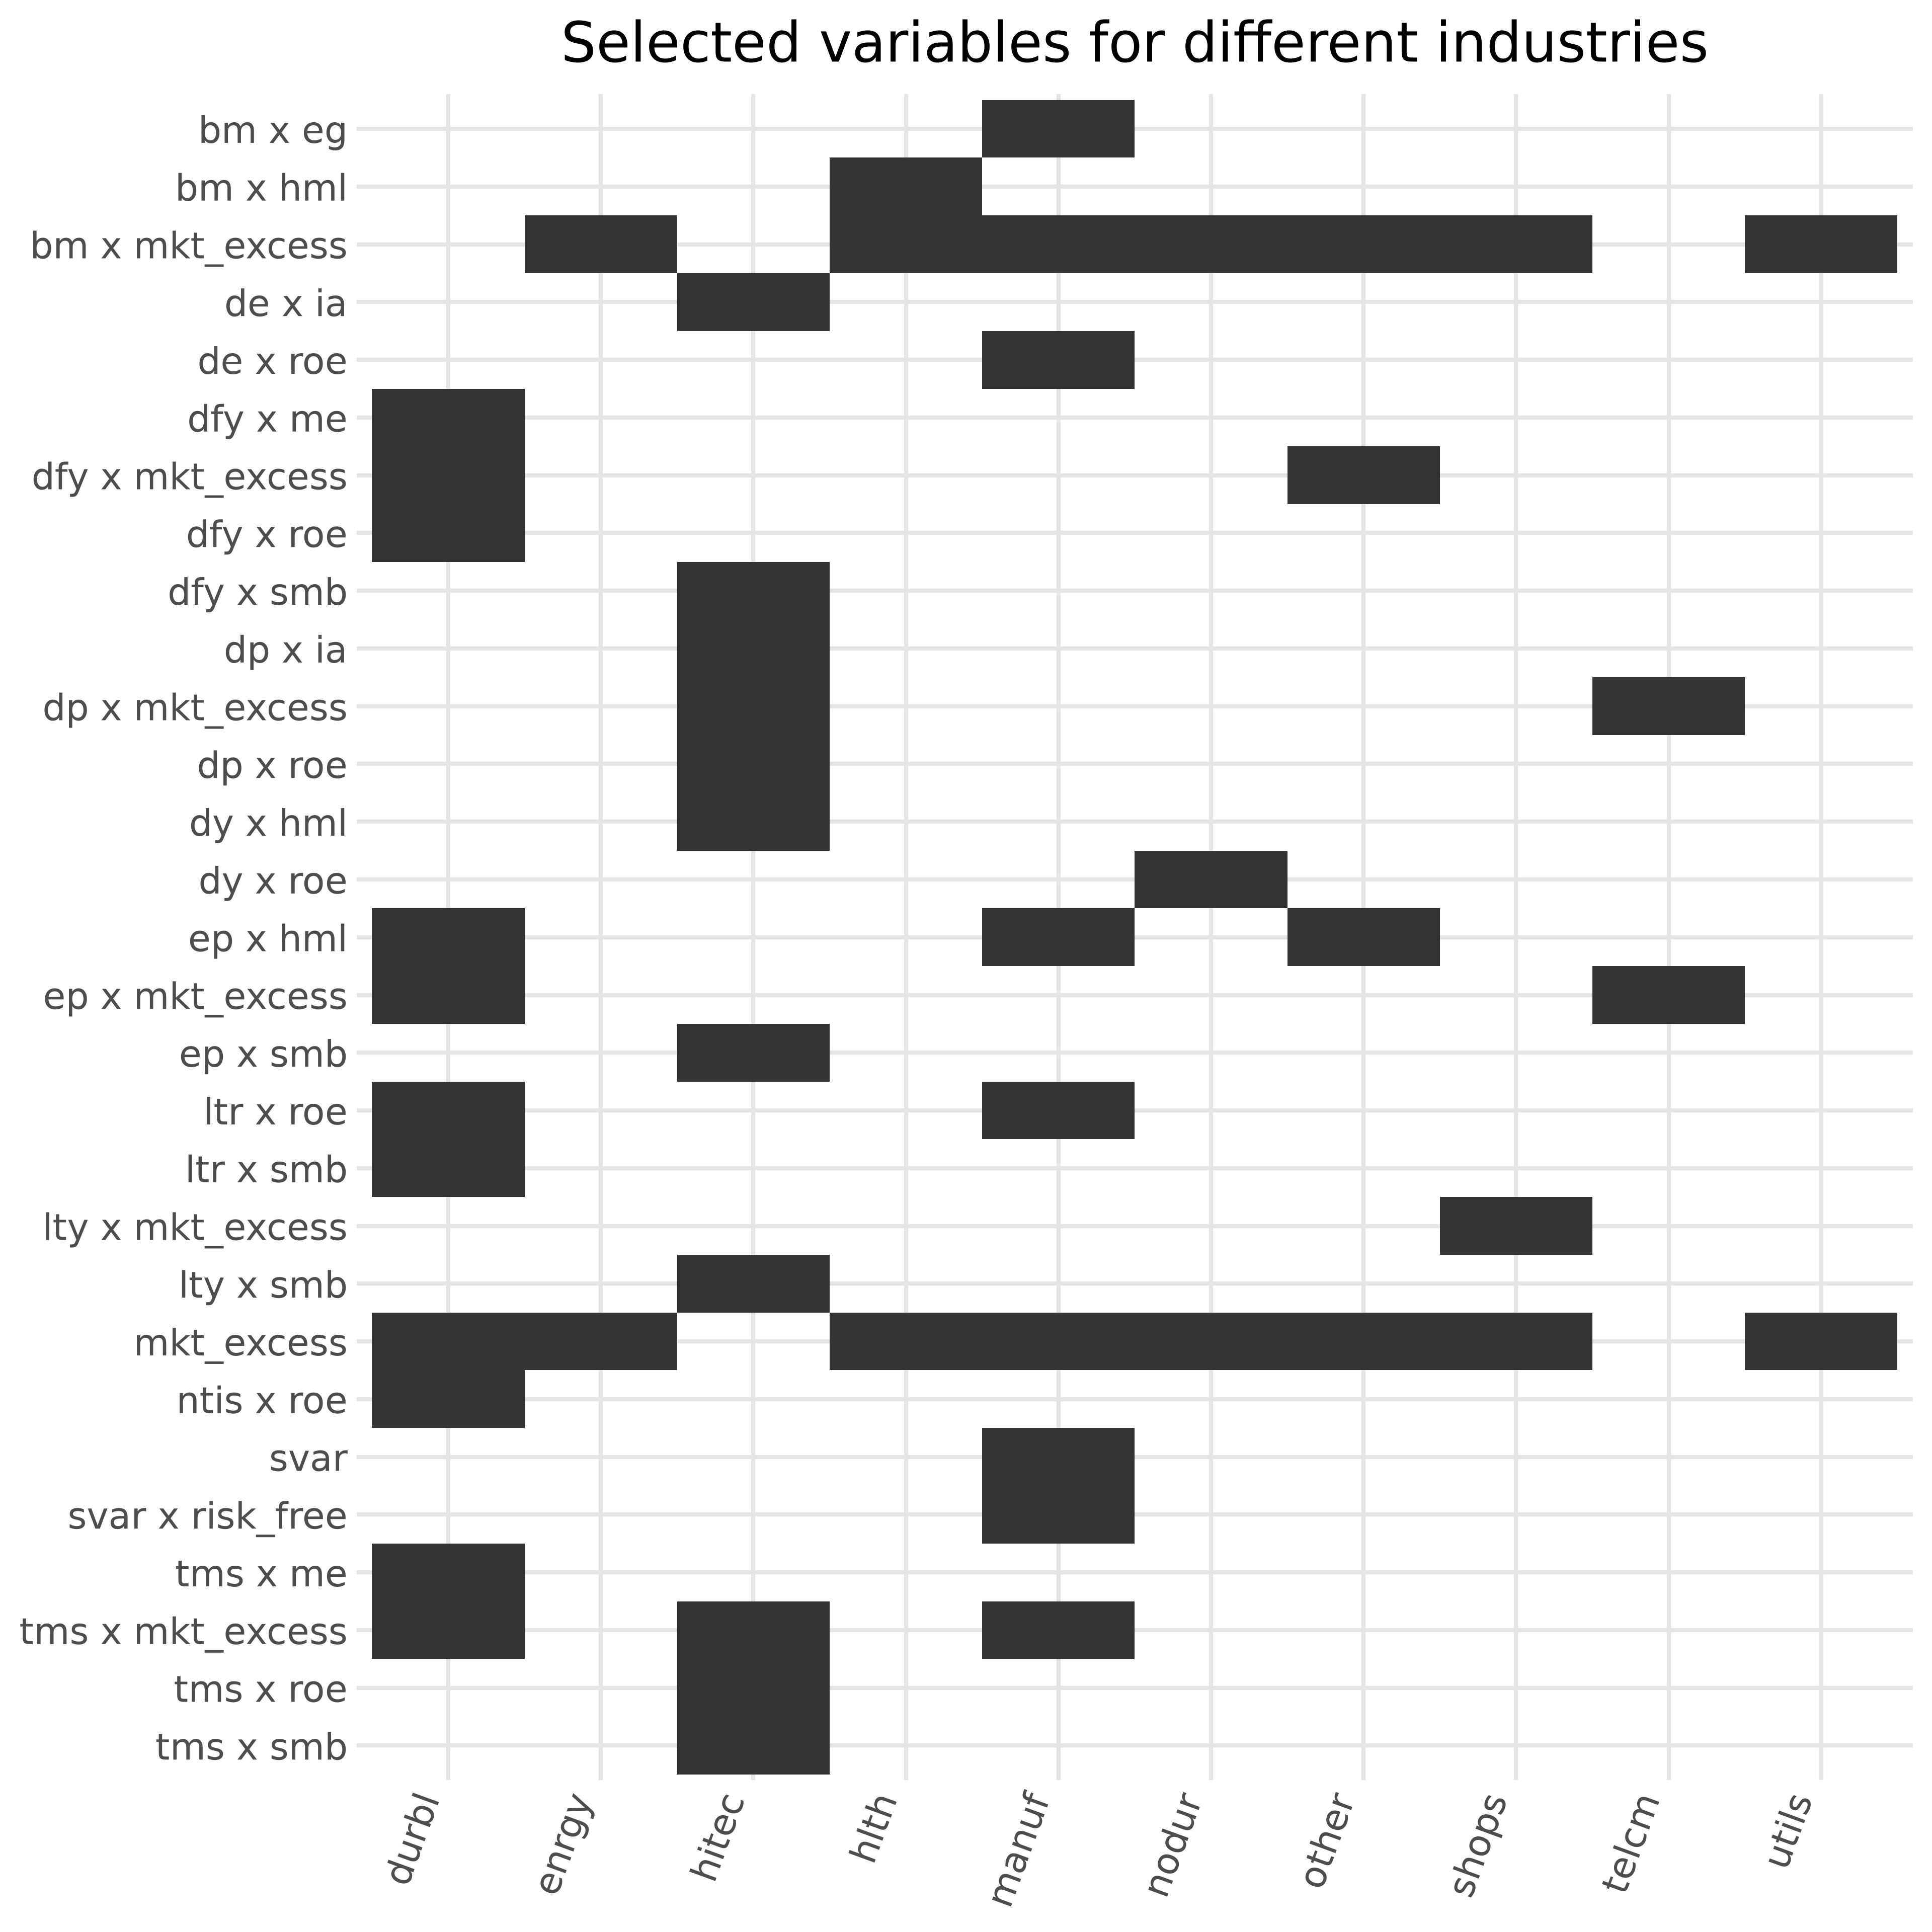 Selected variables for different industries
bm x eg
bm x hml
bm x mkt_excess
de x ia
de x roe
dfy x me
dfy x mkt_excess
dfy x roe
dfy x smb
dp x ia
dp x mkt_excess
dp x roe
dy x hml
dy x roe
ep x hml
ep x mkt_excess
ep x smb
ltr x roe
ltr x smb
lty x mkt_excess
lty x smb
mkt_excess
ntis x roe
svar
svar x risk_free
tms x me
tms x mkt_excess
tms x roe
tms x smb
durbl
enrgy
hitec
hlth
manuf
nodur
other
shops
telcm
utils